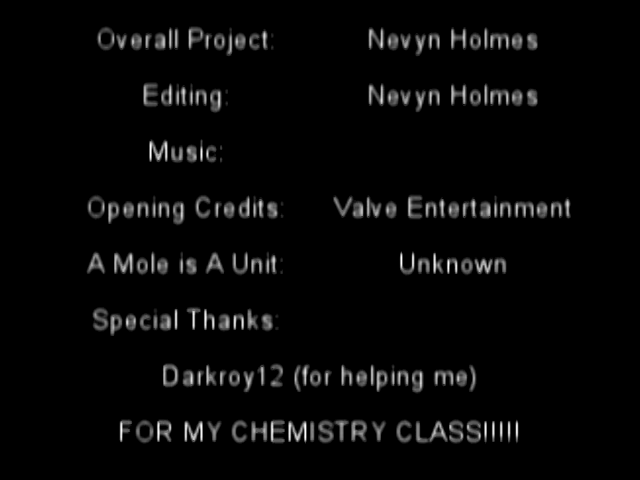 Overall Project: Nevyn Holmes
Editing: Nevyn Holmes
Music:
Opening Credits: Valve Entertainment
A Mole is A Unit: Unknown
Special Thanks:
Darkroy12 (for helping me)
FOR MY CHEMISTRY CLASS!!!!!